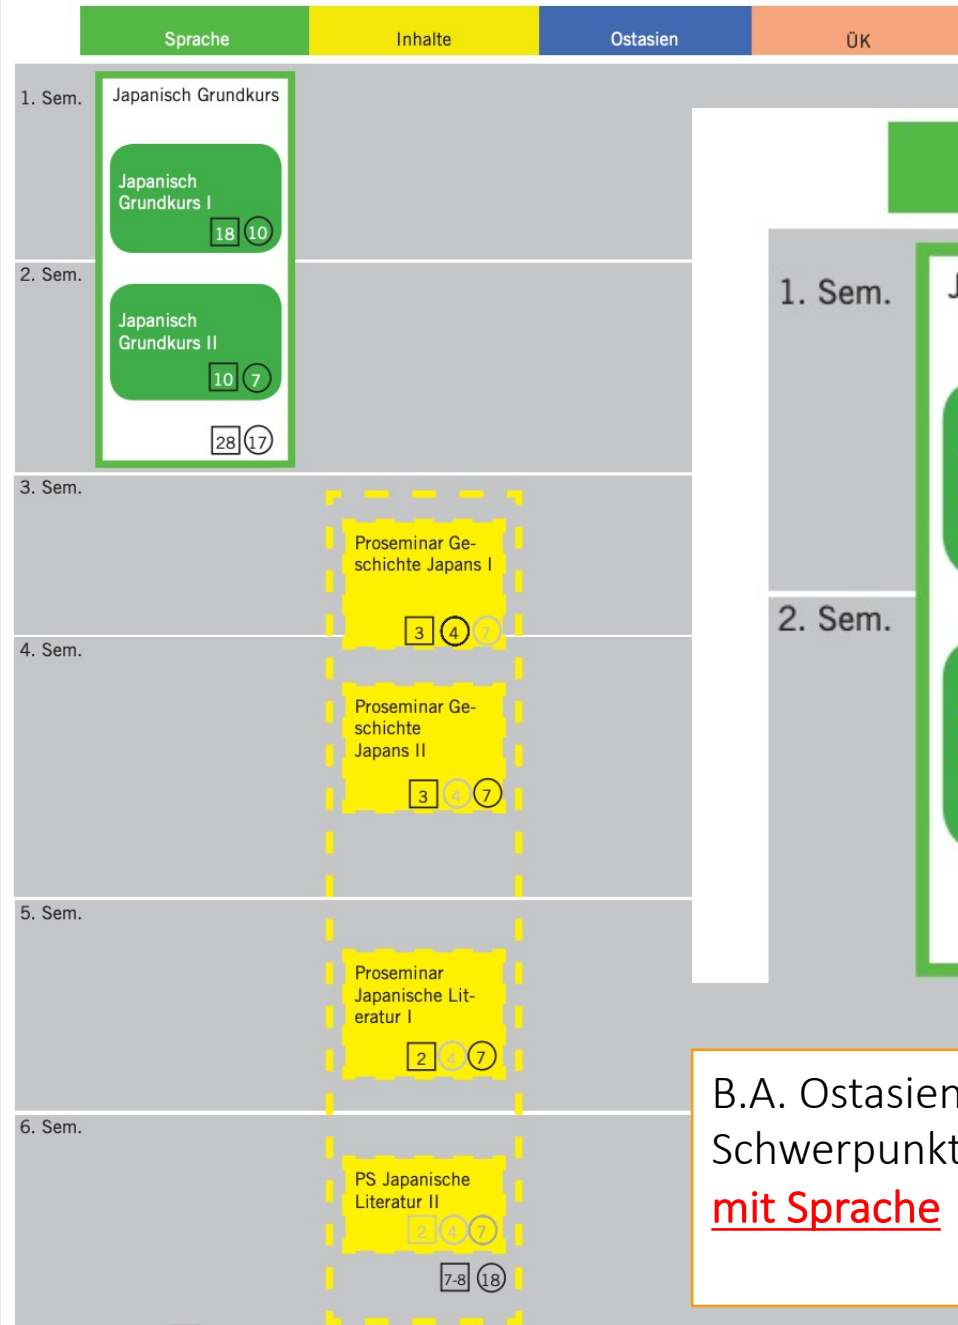 Sprache
Inhalte
Ostasien
ÜK
1. Sem.
Japanisch Grundkurs
Japanisch
Grundkurs I
18 10
2. Sem.
Japanisch
Grundkurs II
10 7
28 17
3. Sem.
Proseminar Ge-
schichte Japans I
3 4 7
4. Sem.
Proseminar Ge-
schichte
Japans II
3 4 7
5. Sem.
Proseminar
Japanische Lit-
eratur I
2 4 7
6. Sem.
PS Japanische
Literatur II
2 4 7
7-8 18
1. Sem.
J
2. Sem.
B.A. Ostasien
Schwerpunkt
mit Sprache